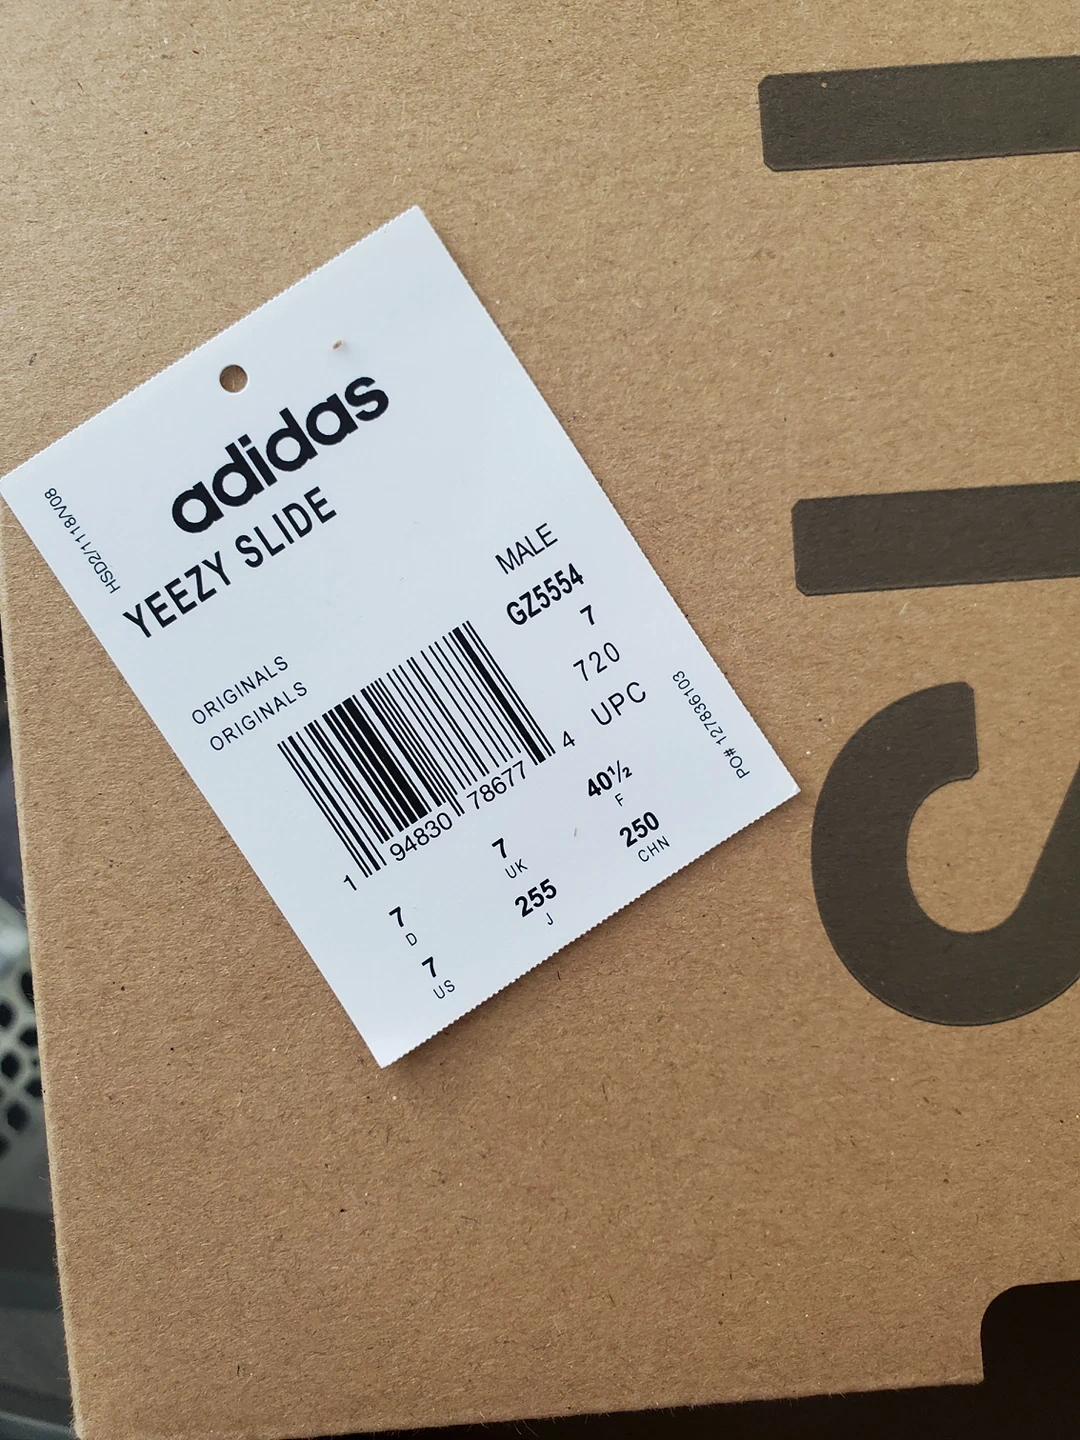 adidas
YEEZY SLIDE
HSD2/1118/V08
MALE
GZ5554
7
720
UPC
ORIGINALS
ORIGINALS
1 94830 78677 4
PO# 127836103
7 7 40½
D UK F
7 255 250
US J CHN